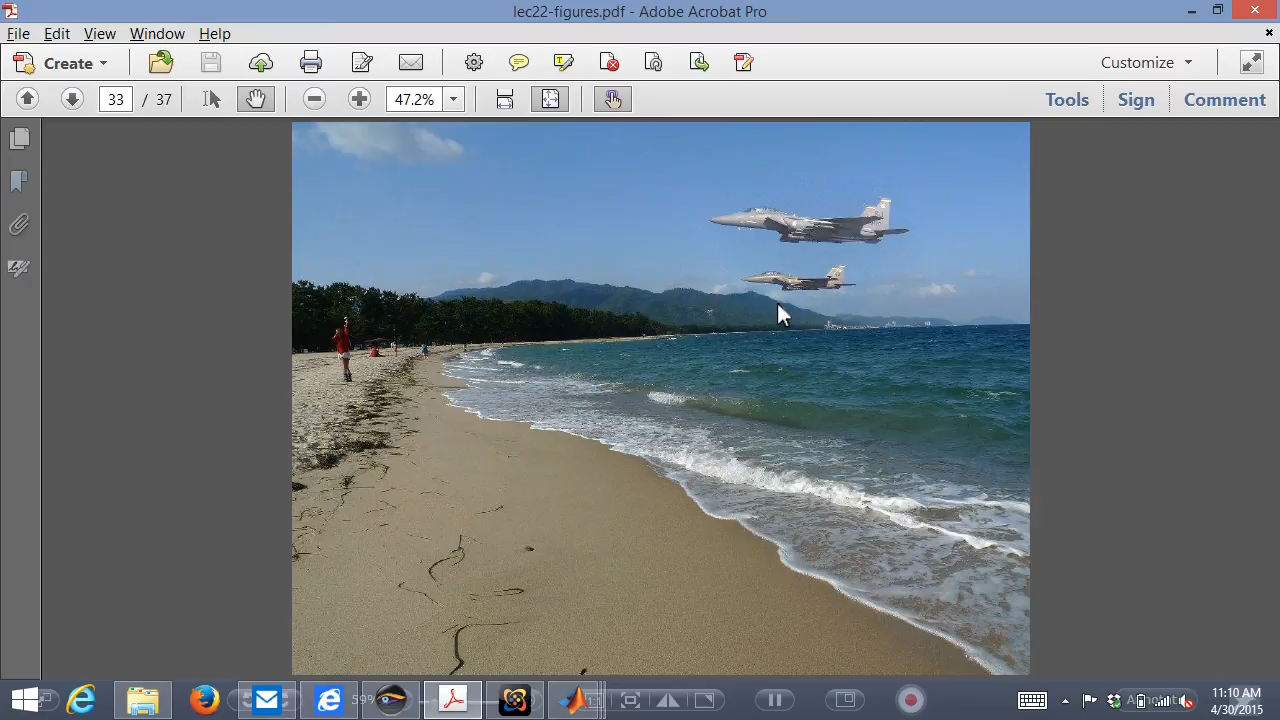 lec22-figures.pdf - Adobe Acrobat Pro
File Edit View Window Help
Create Customize
33 / 37 47.2% Tools Sign Comment
59%
11:10 AM
4/30/2015